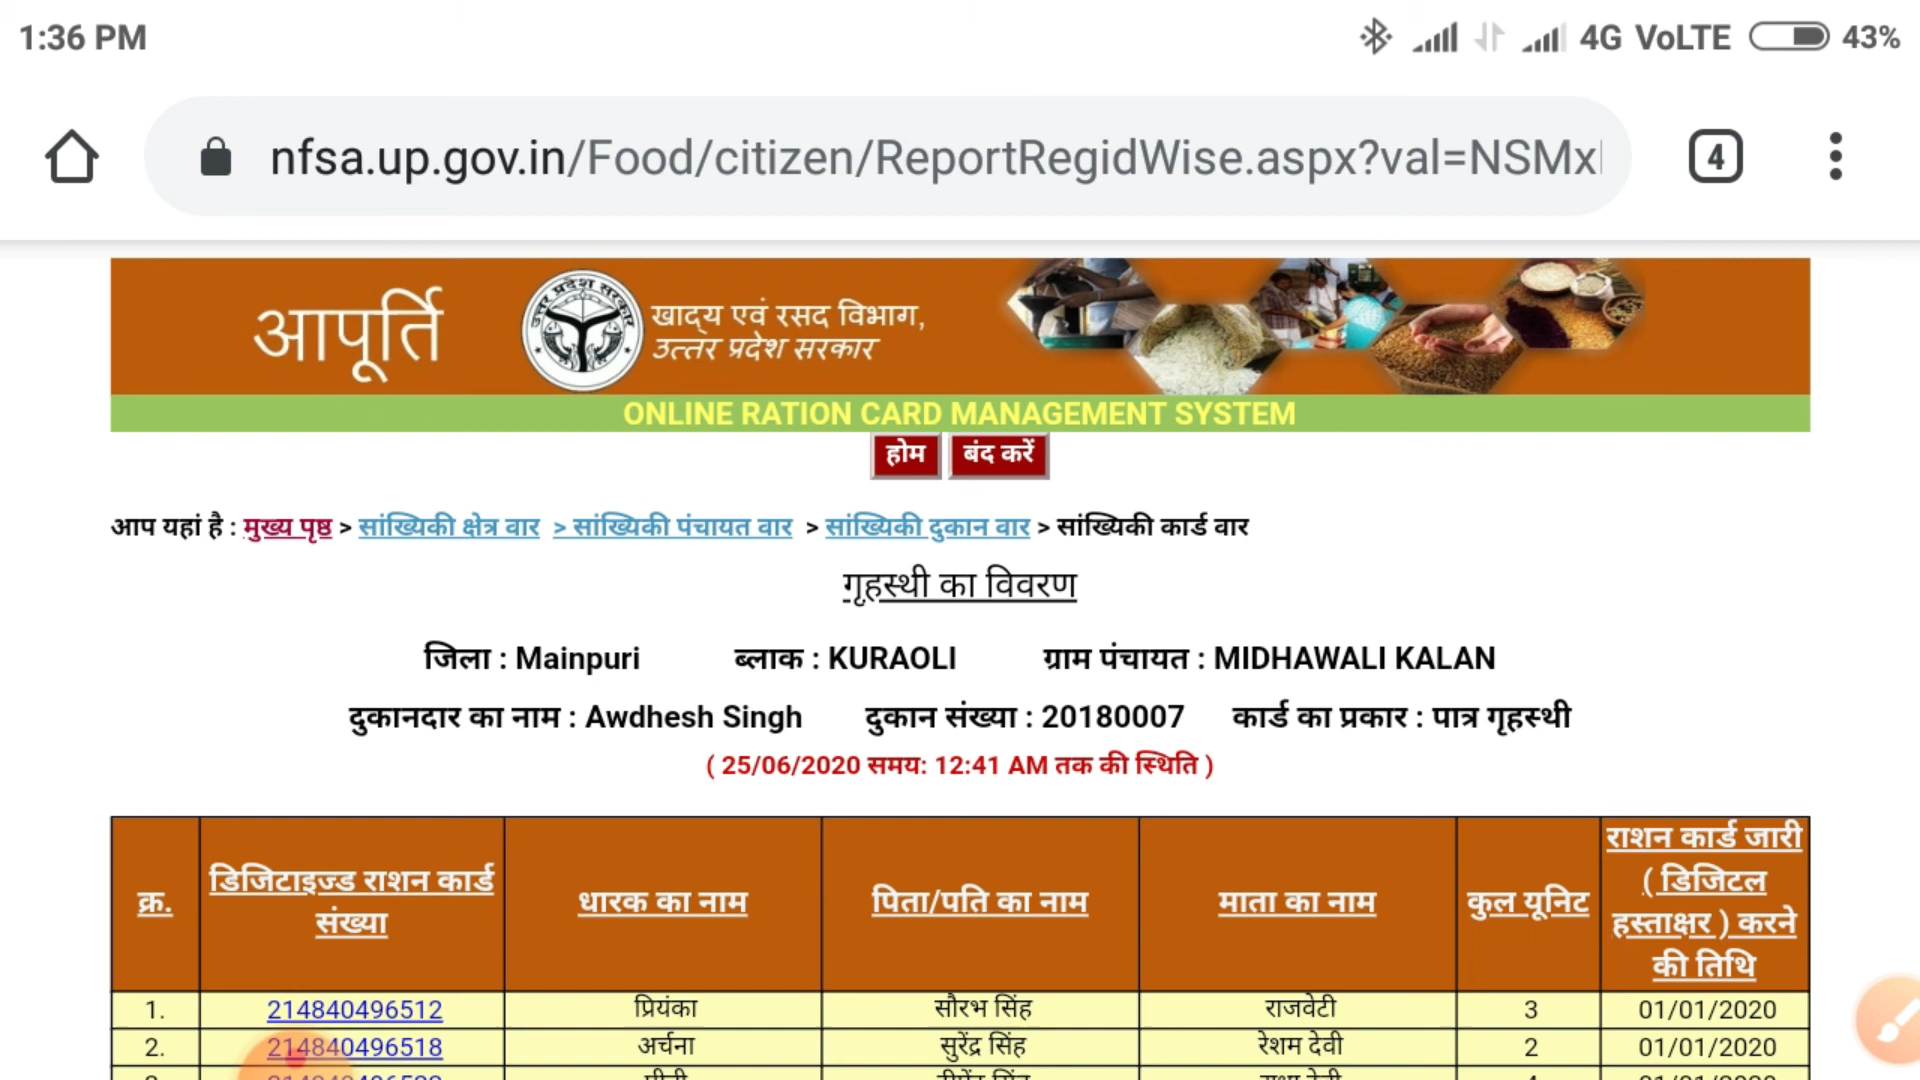 1:36 PM 4G VoLTE 43%
nfsa.up.gov.in/Food/citizen/ReportRegidWise.aspx?val=NSMx 4
आपूर्ति
उत्तर प्रदेश सरकार
खाद्य एवं रसद विभाग,
उत्तर प्रदेश सरकार
ONLINE RATION CARD MANAGEMENT SYSTEM
होम बंद करें
आप यहां है : मुख्य पृष्ठ > सांख्यिकी क्षेत्र वार > सांख्यिकी पंचायत वार > सांख्यिकी दुकान वार > सांख्यिकी कार्ड वार
गृहस्थी का विवरण
जिला : Mainpuri ब्लाक : KURAOLI ग्राम पंचायत : MIDHAWALI KALAN
दुकानदार का नाम : Awdhesh Singh दुकान संख्या : 20180007 कार्ड का प्रकार : पात्र गृहस्थी
( 25/06/2020 समय: 12:41 AM तक की स्थिति )
क्र. डिजिटाइज्ड राशन कार्ड संख्या धारक का नाम पिता/पति का नाम माता का नाम कुल यूनिट राशन कार्ड जारी ( डिजिटल हस्ताक्षर ) करने की तिथि
1. 214840496512 प्रियंका सौरभ सिंह राजवेटी 3 01/01/2020
2. 214840496518 अर्चना सुरेंद्र सिंह रेशम देवी 2 01/01/2020